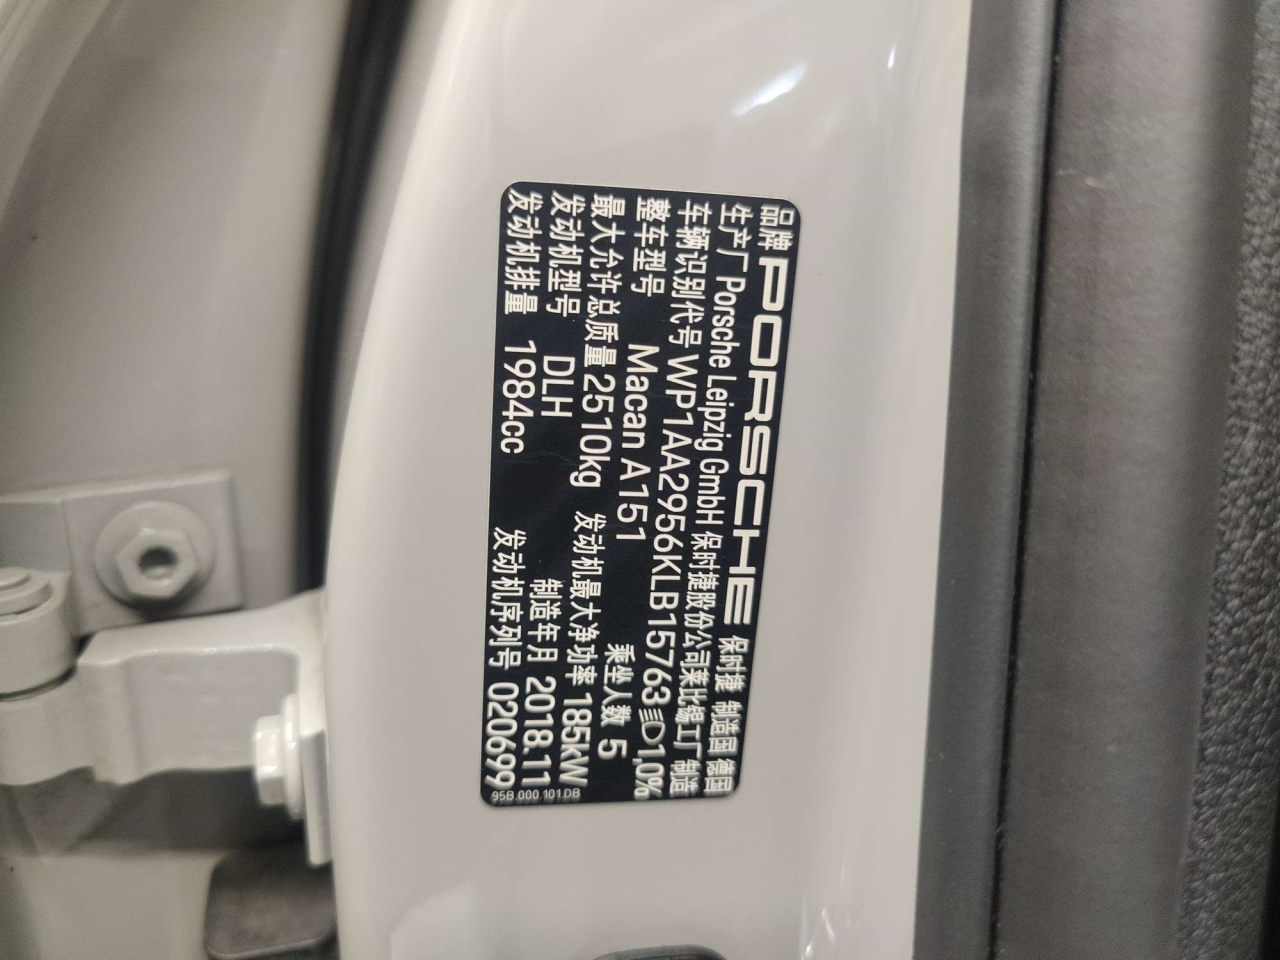 品牌 PORSCHE 保时捷 制造国 德国
生产厂 Porsche Leipzig GmbH 保时捷股份公司莱比锡工厂 制造
车辆识别代号 WP1AA2956KLB15763 1,0%
整车型号 Macan A151 乘坐人数 5
最大允许总质量 2510kg 发动机最大净功率 185kW
发动机型号 DLH 制造年月 2018.11
发动机排量 1984cc 发动机序列号 020699
95B.000.101.DB